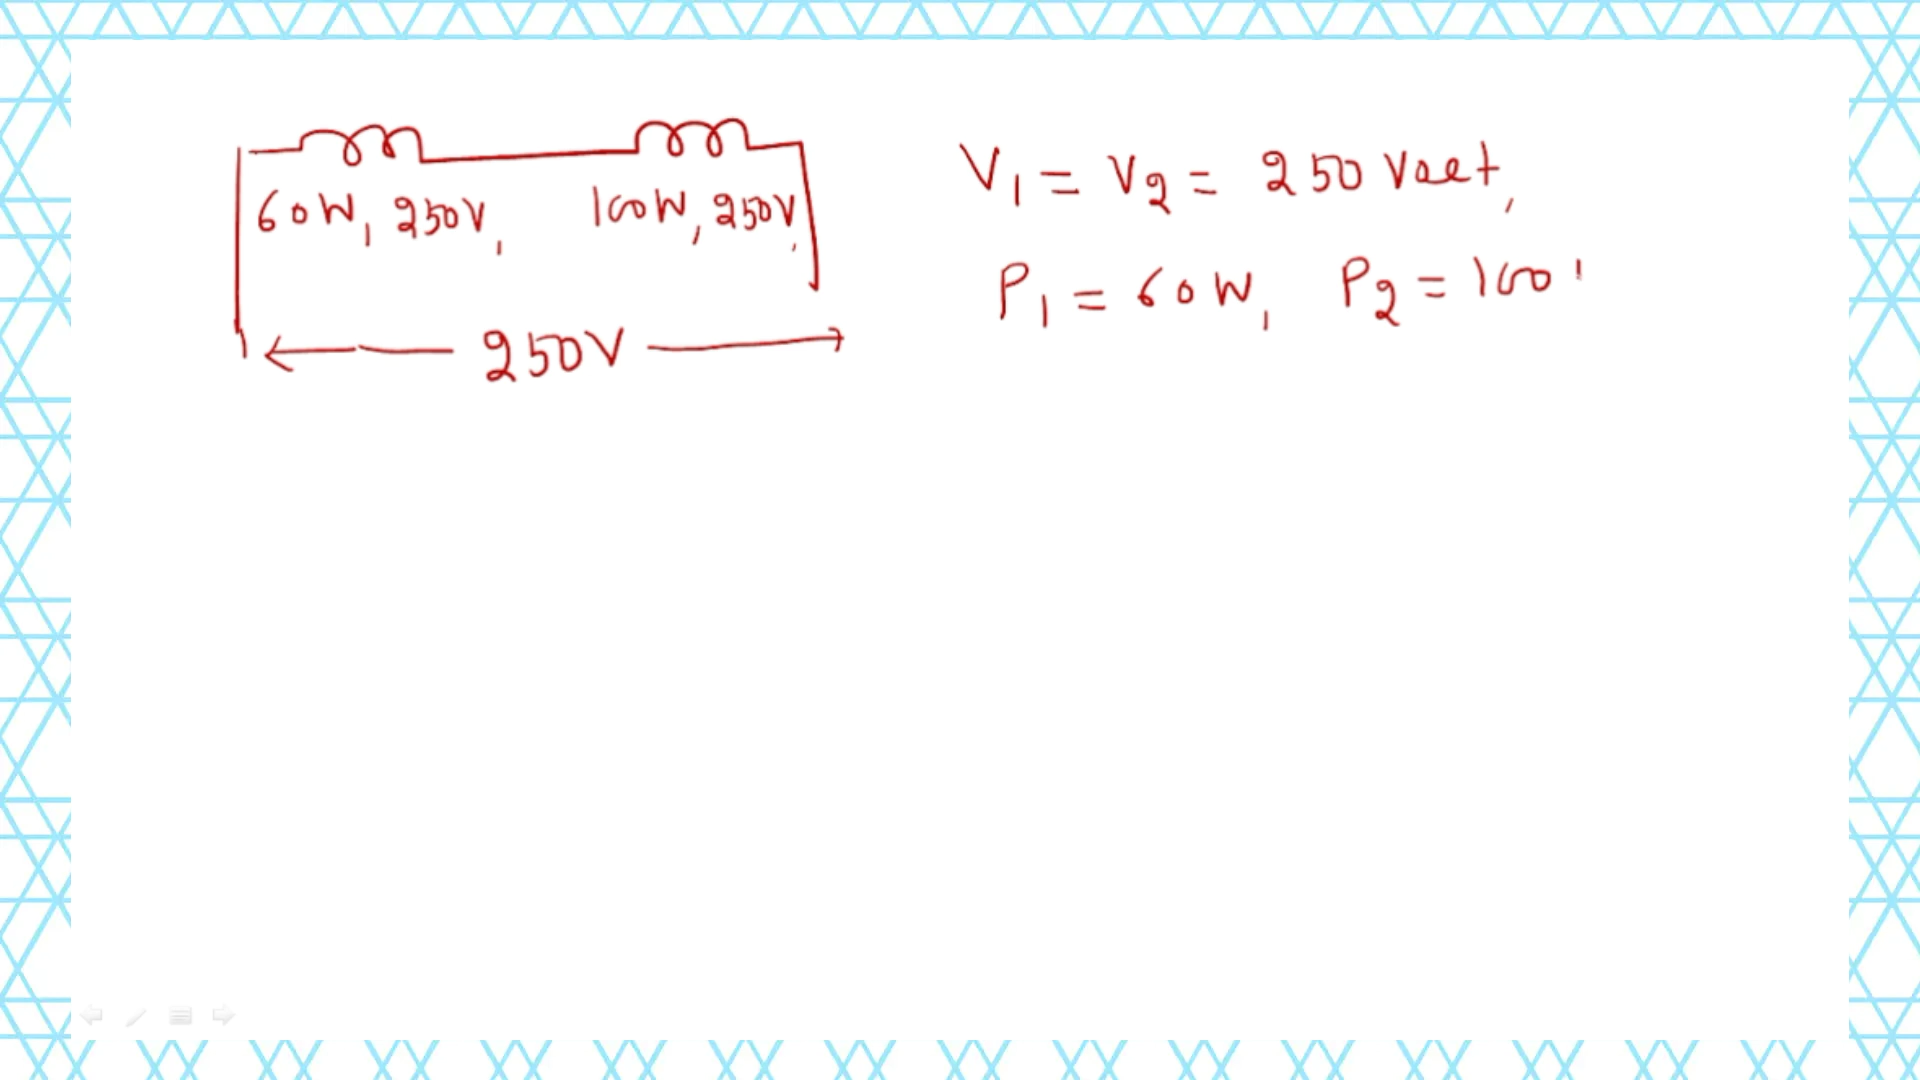 60W, 250V, 100W, 250V,
250V
V1 = V2 = 250 Volt,
P1 = 60W, P2 = 100